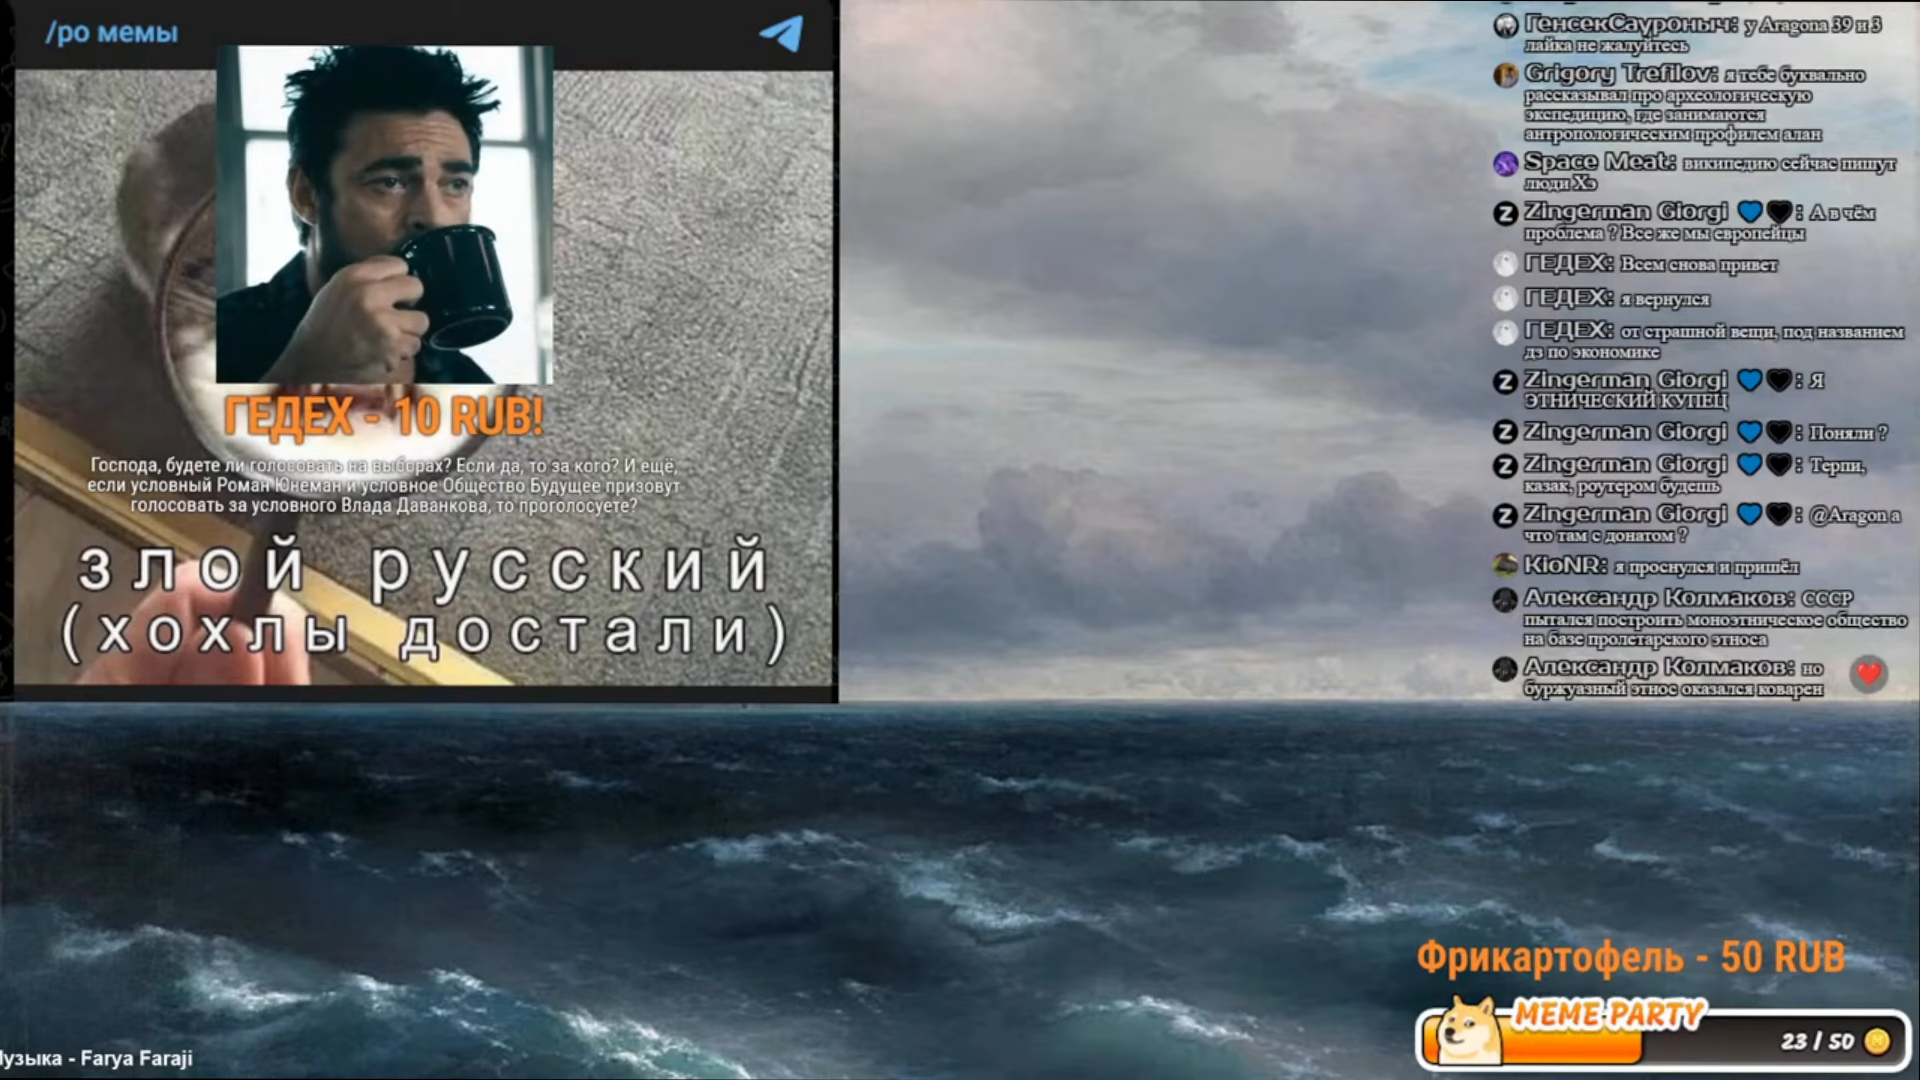 /ро мемы
ГЕДЕХ - 10 RUB!
Господа, будете ли голосовать на выборах? Если да, то за кого? И ещё,
если условный Роман Юнеман и условное Общество Будущее призовут
голосовать за условного Влада Даванкова, то проголосуете?
злой русский
(хохлы достали)
ГенсекСауроныч: у Aragona 39 и 3
лайка не жалуйтесь
Grigory Trefilov: я тебе буквально
рассказывал про археологическую
экспедицию, где занимаются
антропологическим профилем алан
Space Meat: википедию сейчас пишут
люди Хэ
Zingerman Giorgi 💙🖤: А в чём
проблема ? Все же мы европейцы
ГЕДЕХ: Всем снова привет
ГЕДЕХ: я вернулся
ГЕДЕХ: от страшной вещи, под названием
дз по экономике
Zingerman Giorgi 💙🖤: Я
ЭТНИЧЕСКИЙ КУПЕЦ
Zingerman Giorgi 💙🖤: Поняли ?
Zingerman Giorgi 💙🖤: Терпи,
казак, роутером будешь
Zingerman Giorgi 💙🖤: @Aragon а
что там с донатом ?
KioNR: я проснулся и пришёл
Александр Колмаков: СССР
пытался построить моноэтническое общество
на базе пролетарского этноса
Александр Колмаков: но
буржуазный этнос оказался коварен
Фрикартофель - 50 RUB
MEME PARTY
23 / 50
Музыка - Farya Faraji